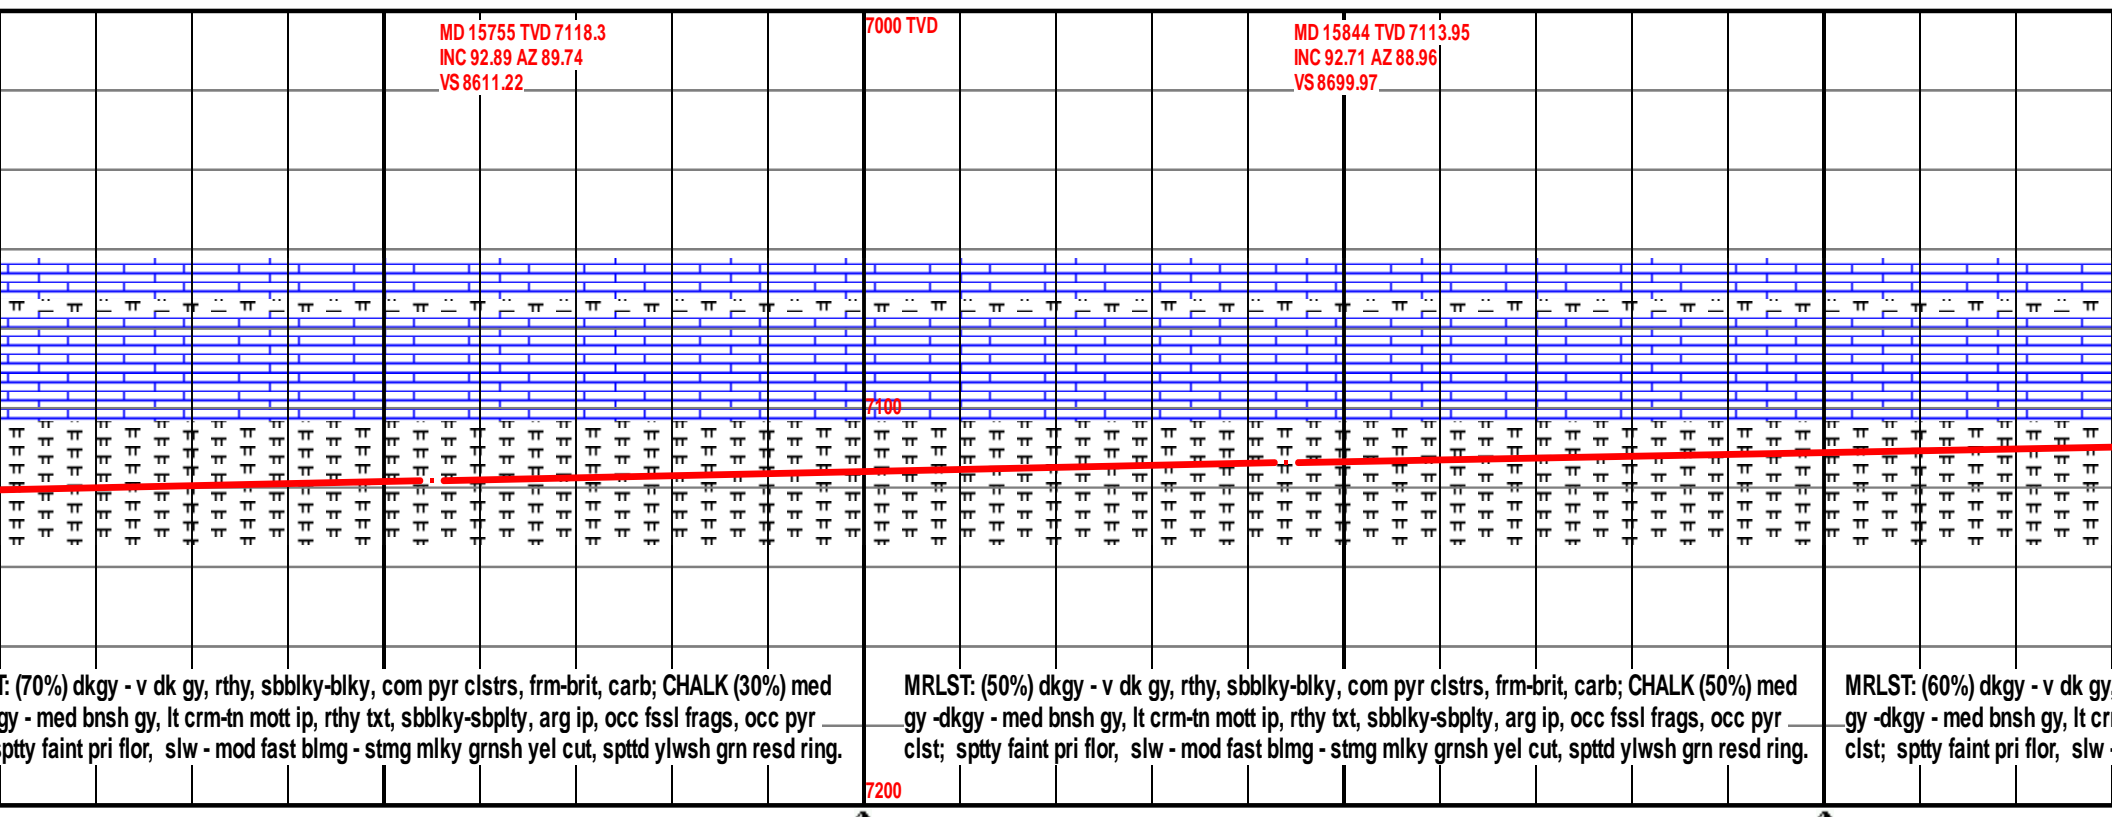 MD 15755 TVD 7118.3
INC 92.89 AZ 89.74
VS 8611.22
7000 TVD
MD 15844 TVD 7113.95
INC 92.71 AZ 88.96
VS 8699.97
7100
T: (70%) dkgy - v dk gy, rthy, sbblky-blky, com pyr clstrs, frm-brit, carb; CHALK (30%) med
gy - med bnsh gy, lt crm-tn mott ip, rthy txt, sbblky-sbplty, arg ip, occ fssl frags, occ pyr
sptty faint pri flor, slw - mod fast blmg - stmg mlky grnsh yel cut, spttd ylwsh grn resd ring.
MRLST: (50%) dkgy - v dk gy, rthy, sbblky-blky, com pyr clstrs, frm-brit, carb; CHALK (50%) med
gy -dkgy - med bnsh gy, lt crm-tn mott ip, rthy txt, sbblky-sbplty, arg ip, occ fssl frags, occ pyr
clst; sptty faint pri flor, slw - mod fast blmg - stmg mlky grnsh yel cut, spttd ylwsh grn resd ring.
MRLST: (60%) dkgy - v dk gy,
gy -dkgy - med bnsh gy, lt cr
clst; sptty faint pri flor, slw -
7200